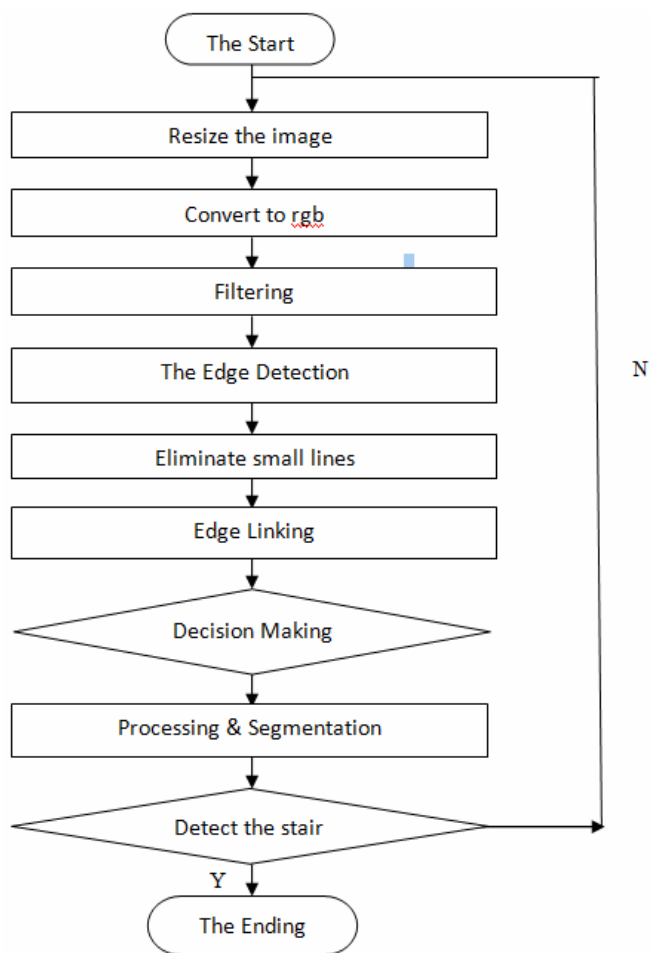 The Start
Resize the image
Convert to rgb
Filtering
The Edge Detection
N
Eliminate small lines
Edge Linking
Decision Making
Processing & Segmentation
Detect the stair
Y
The Ending